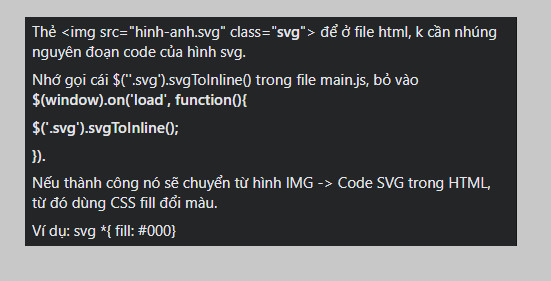 Thẻ <img src="hinh-anh.svg" class="svg"> để ở file html, k cần nhúng
nguyên đoạn code của hình svg.
Nhớ gọi cái $(''.svg').svgToInline() trong file main.js, bỏ vào
$(window).on('load', function(){
$('.svg').svgToInline();
}).
Nếu thành công nó sẽ chuyển từ hình IMG -> Code SVG trong HTML,
từ đó dùng CSS fill đổi màu.
Ví dụ: svg *{ fill: #000}